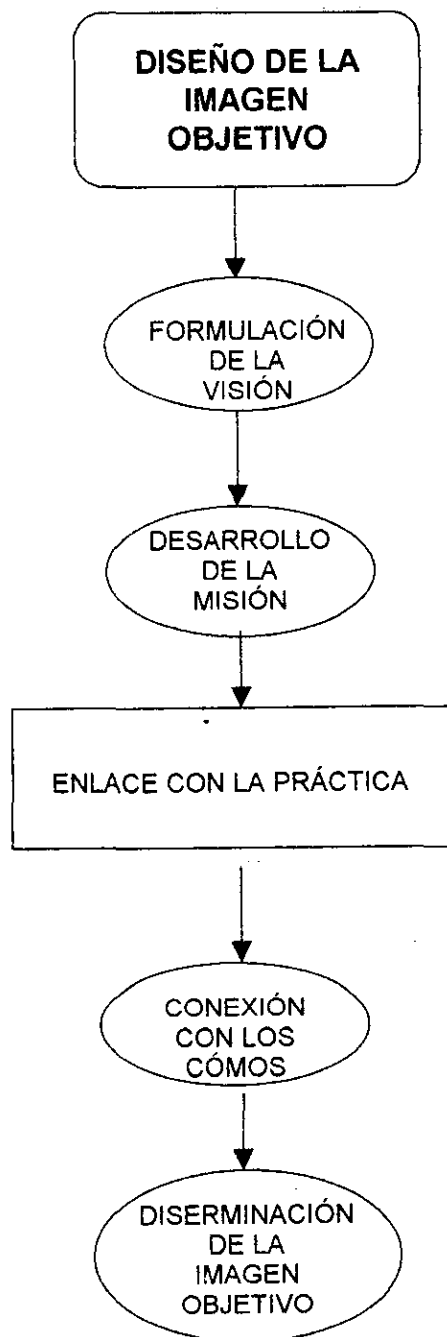 DISEÑO DE LA
IMAGEN
OBJETIVO
FORMULACIÓN
DE LA
VISIÓN
DESARROLLO
DE LA
MISIÓN
ENLACE CON LA PRÁCTICA
CONEXIÓN
CON LOS
CÓMOS
DISERMINACIÓN
DE LA
IMAGEN
OBJETIVO